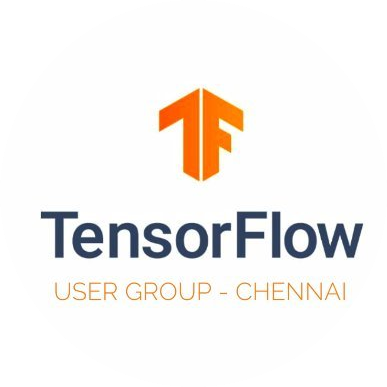 TensorFlow
USER GROUP - CHENNAI